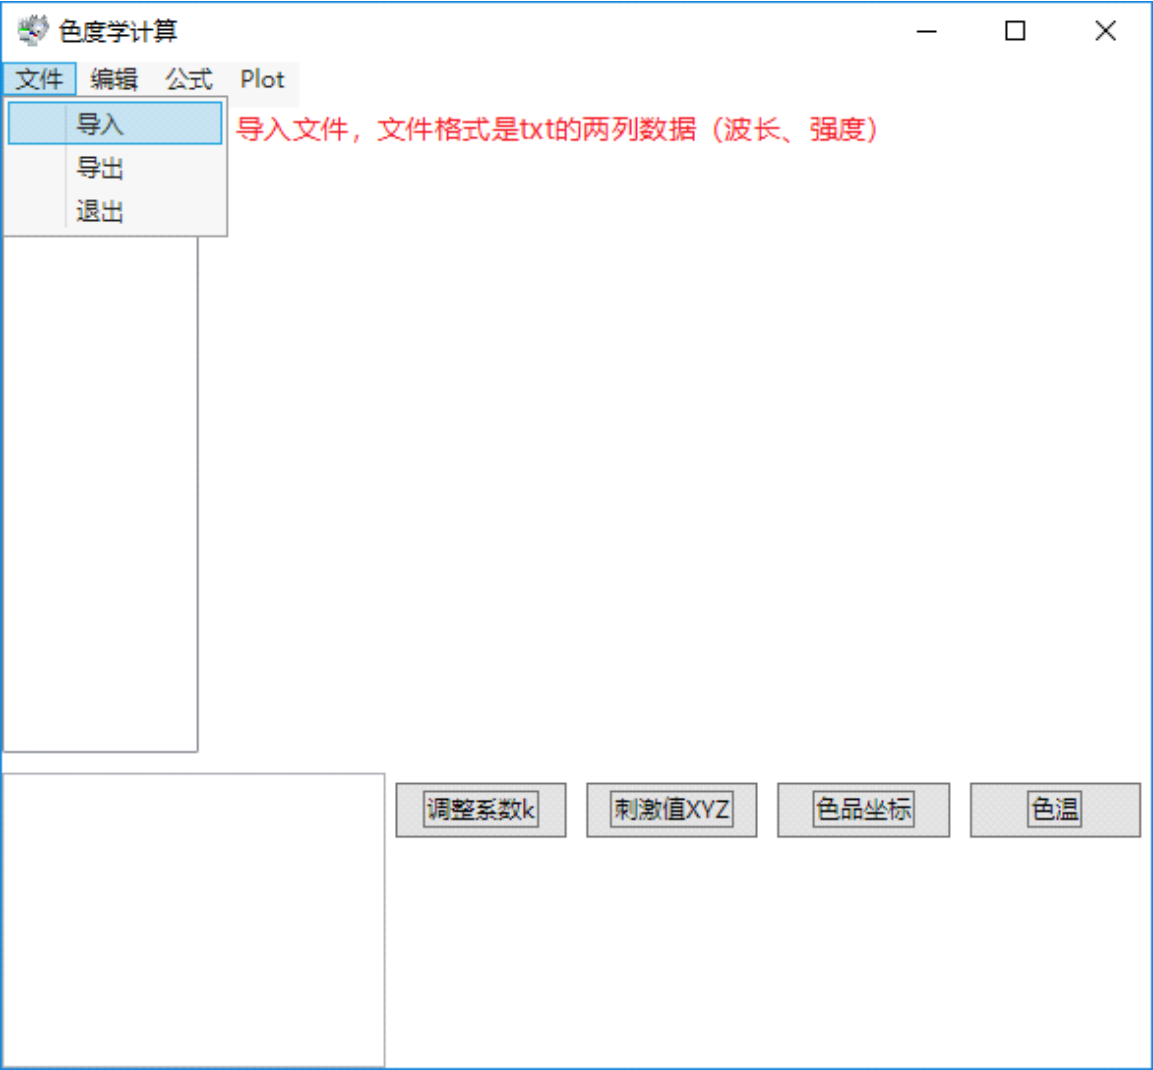 色度学计算
文件 编辑 公式 Plot
导入
导入文件，文件格式是txt的两列数据（波长、强度）
导出
退出
调整系数k 刺激值XYZ 色品坐标 色温